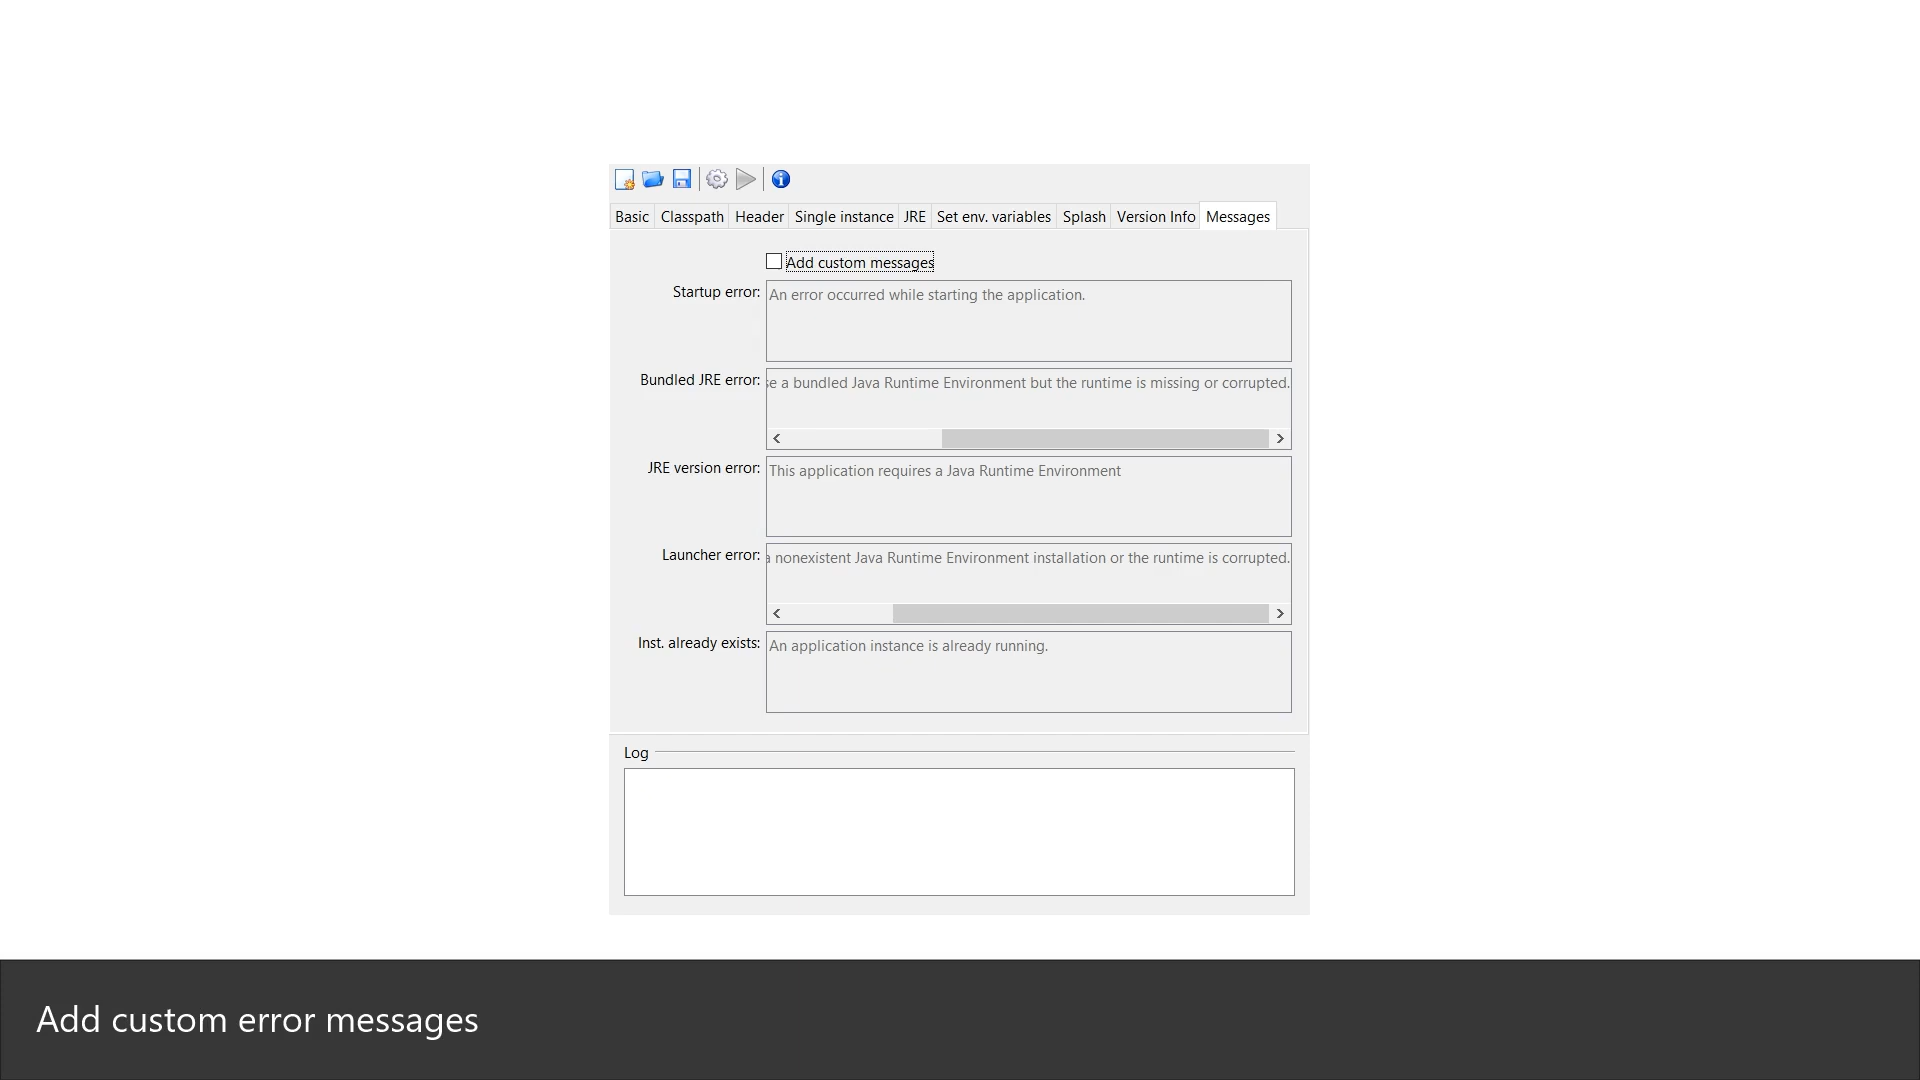 Basic Classpath Header Single instance JRE Set env. variables Splash Version Info Messages
Add custom messages
Startup error: An error occurred while starting the application.
Bundled JRE error: a bundled Java Runtime Environment but the runtime is missing or corrupted.
JRE version error: This application requires a Java Runtime Environment
Launcher error: nonexistent Java Runtime Environment installation or the runtime is corrupted.
Inst. already exists: An application instance is already running.
Log
Add custom error messages